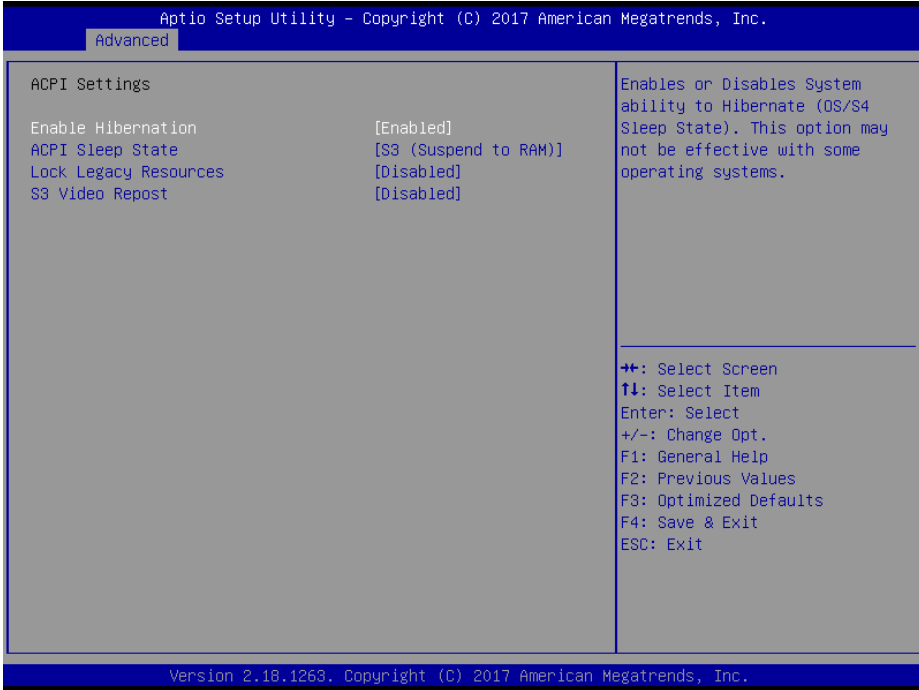 Aptio Setup Utility – Copyright (C) 2017 American Megatrends, Inc.
Advanced
ACPI Settings
Enable Hibernation [Enabled]
ACPI Sleep State [S3 (Suspend to RAM)]
Lock Legacy Resources [Disabled]
S3 Video Repost [Disabled]
Enables or Disables System
ability to Hibernate (OS/S4
Sleep State). This option may
not be effective with some
operating systems.
→←: Select Screen
↑↓: Select Item
Enter: Select
+/-: Change Opt.
F1: General Help
F2: Previous Values
F3: Optimized Defaults
F4: Save & Exit
ESC: Exit
Version 2.18.1263. Copyright (C) 2017 American Megatrends, Inc.